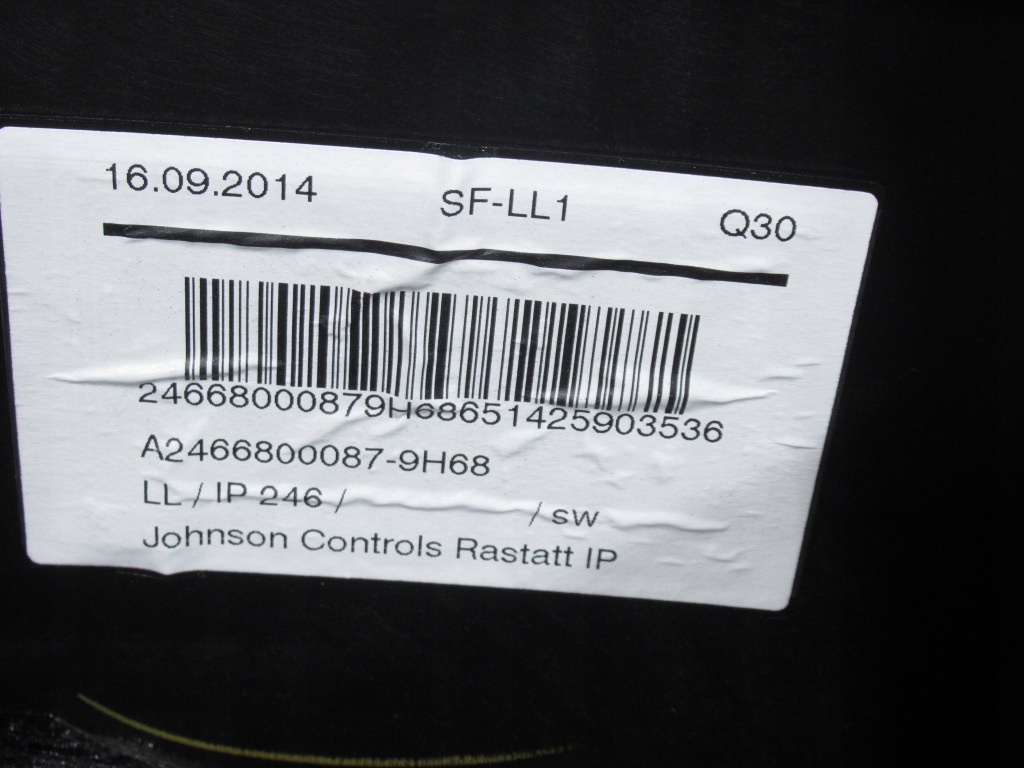 16.09.2014 SF-LL1 Q30
24668000879H68651425903536
A2466800087-9H68
LL / IP 246 / / sw
Johnson Controls Rastatt IP